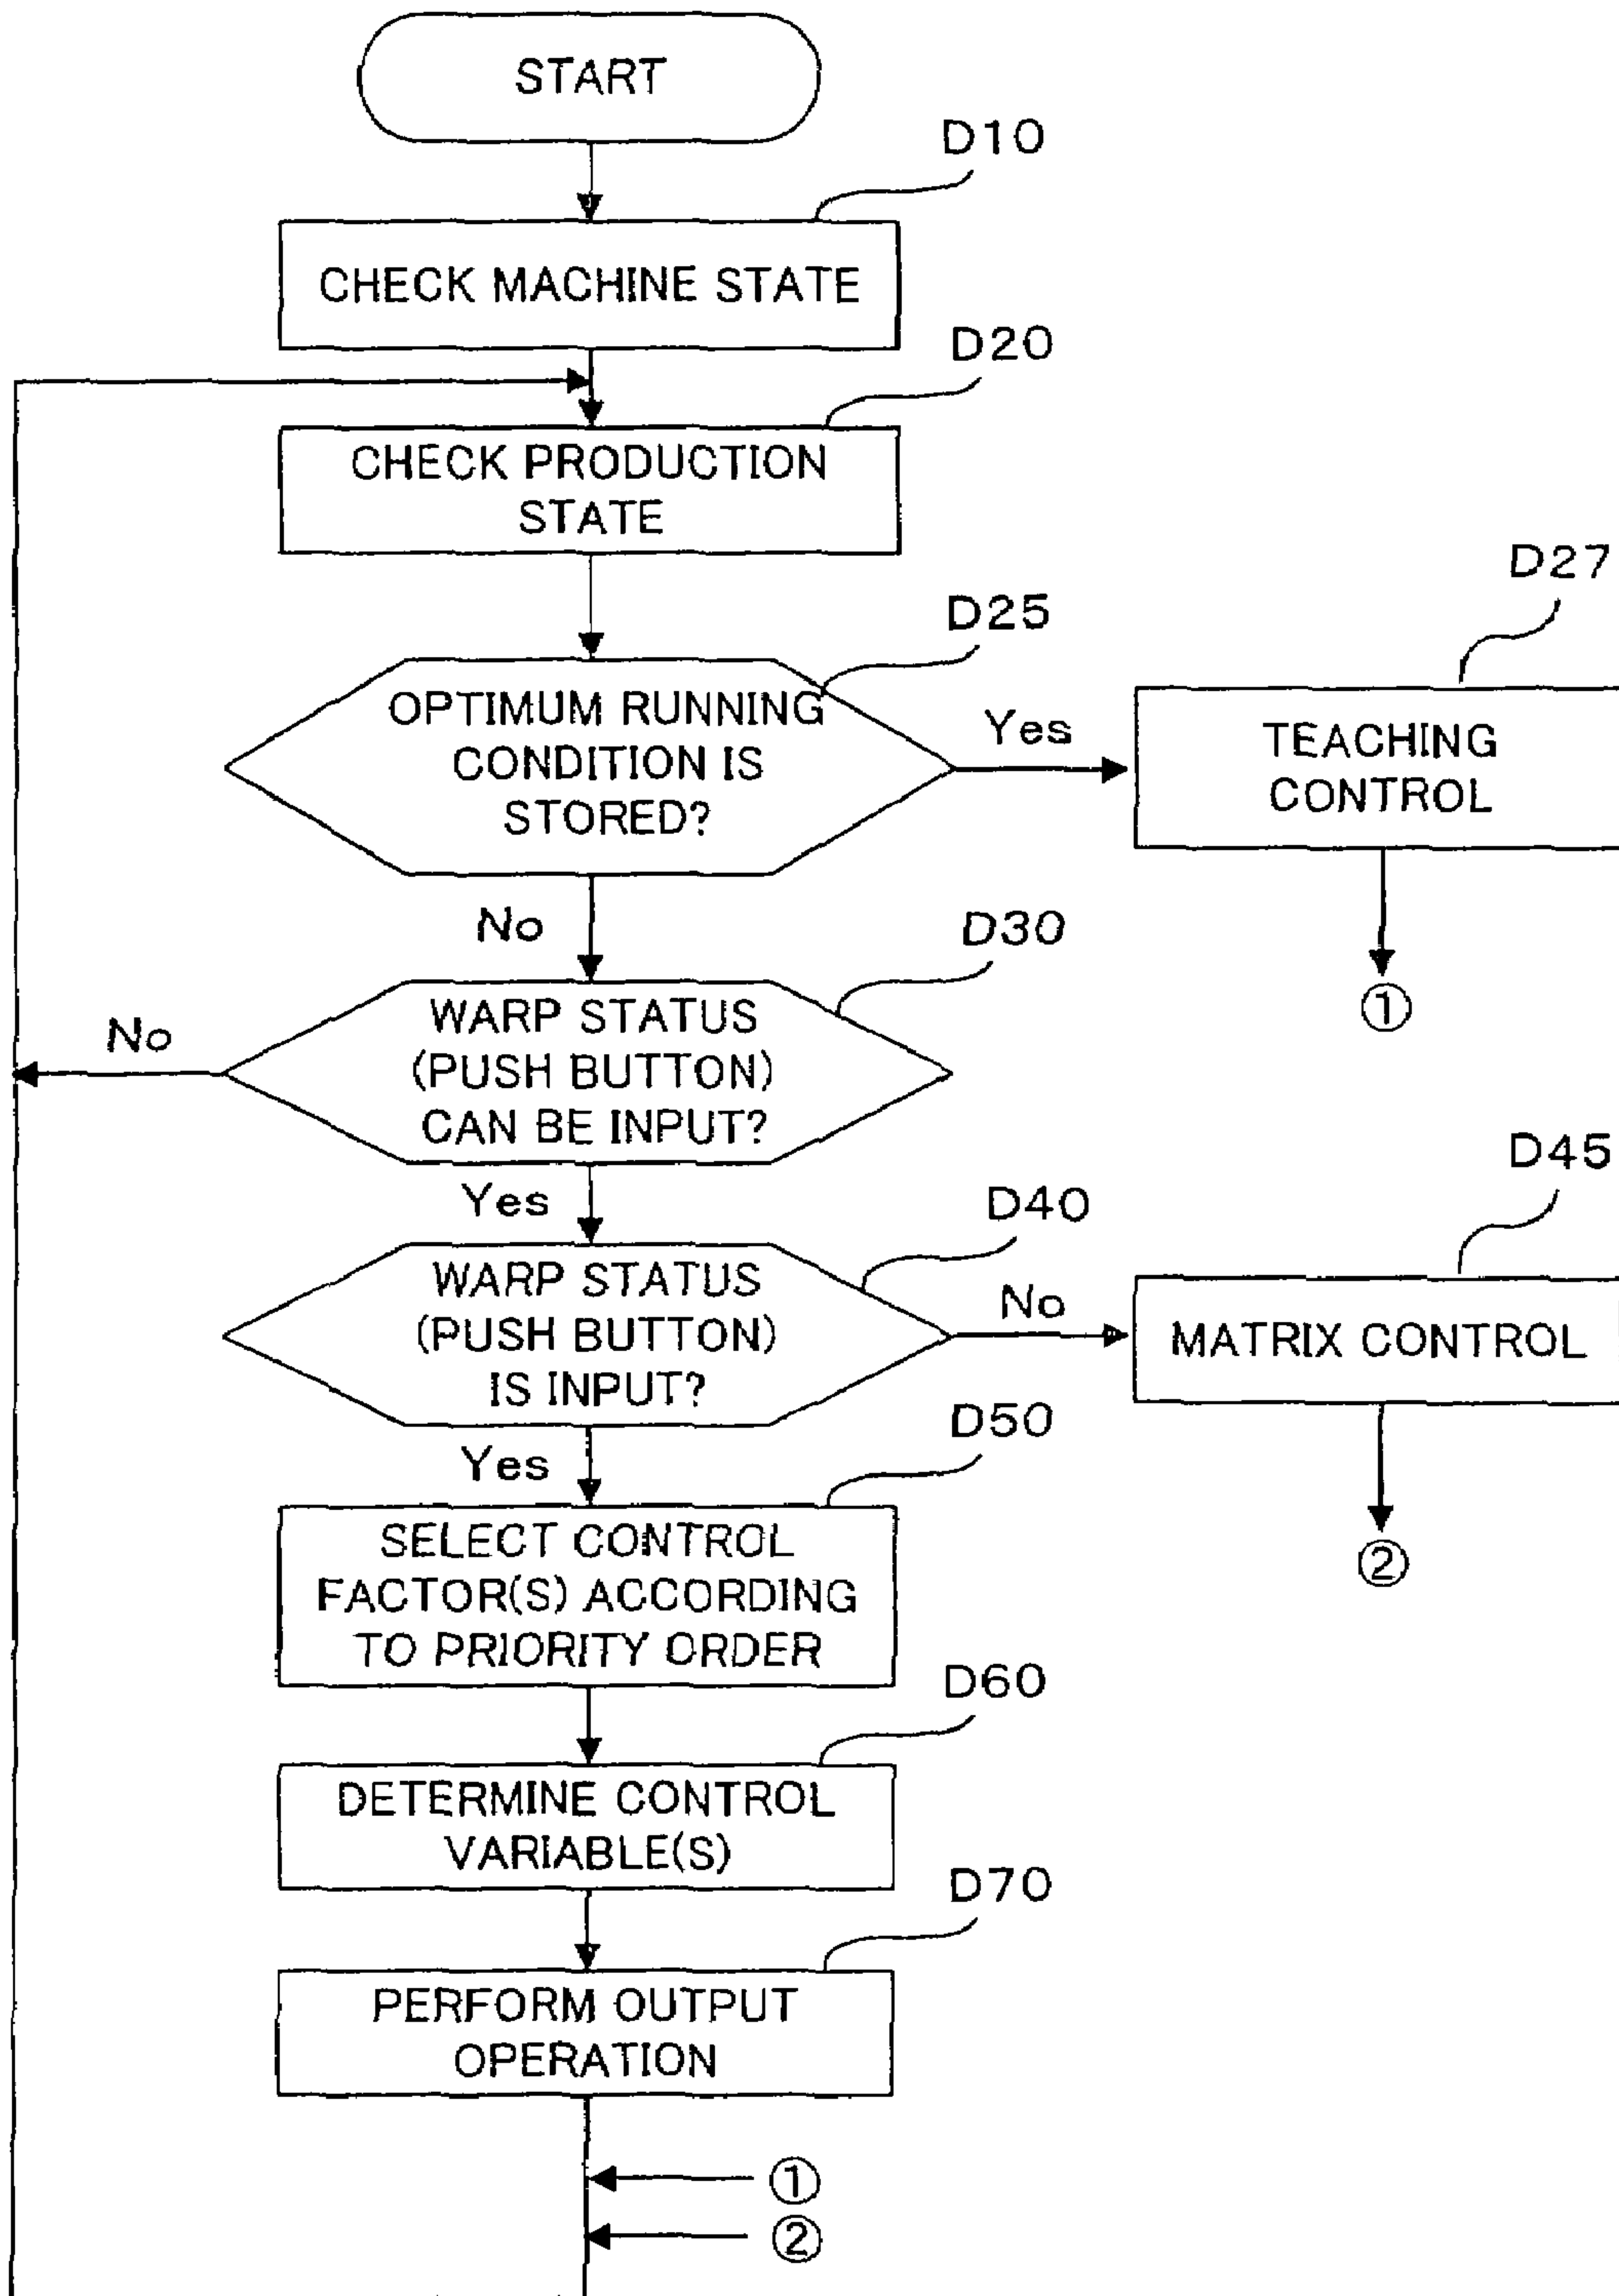 START
D10
CHECK MACHINE STATE
D20
CHECK PRODUCTION
STATE
D25
OPTIMUM RUNNING
CONDITION IS
STORED?
Yes
D27
TEACHING
CONTROL
①
No
D30
WARP STATUS
(PUSH BUTTON)
CAN BE INPUT?
No
Yes
D40
WARP STATUS
(PUSH BUTTON)
IS INPUT?
No
D45
MATRIX CONTROL
②
Yes
D50
SELECT CONTROL
FACTOR(S) ACCORDING
TO PRIORITY ORDER
D60
DETERMINE CONTROL
VARIABLE(S)
D70
PERFORM OUTPUT
OPERATION
①
②